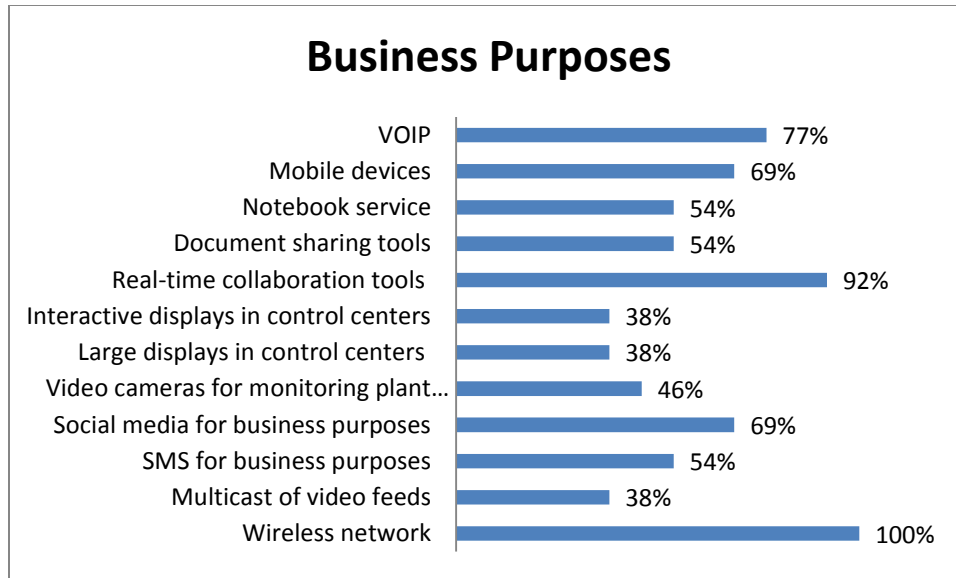 Business Purposes
VOIP 77%
Mobile devices 69%
Notebook service 54%
Document sharing tools 54%
Real-time collaboration tools 92%
Interactive displays in control centers 38%
Large displays in control centers 38%
Video cameras for monitoring plant... 46%
Social media for business purposes 69%
SMS for business purposes 54%
Multicast of video feeds 38%
Wireless network 100%